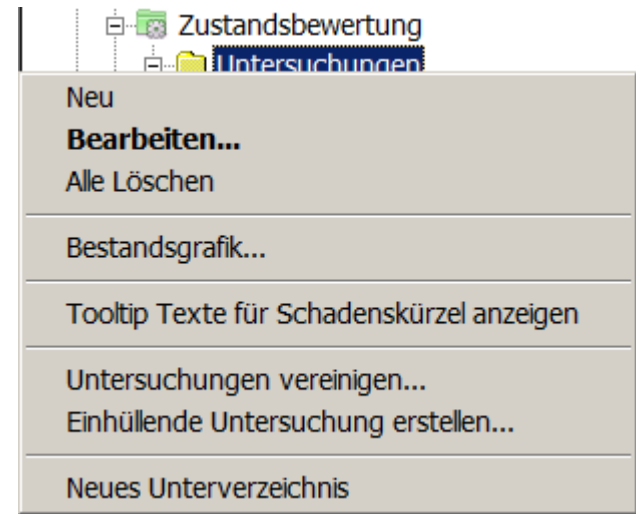 Zustandsbewertung
Untersuchungen
Neu
Bearbeiten...
Alle Löschen
Bestandsgrafik...
Tooltip Texte für Schadenskürzel anzeigen
Untersuchungen vereinigen...
Einhüllende Untersuchung erstellen...
Neues Unterverzeichnis